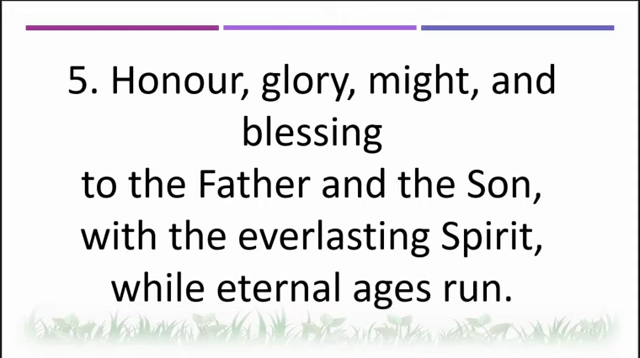 5. Honour, glory, might, and
blessing
to the Father and the Son,
with the everlasting Spirit,
while eternal ages run.